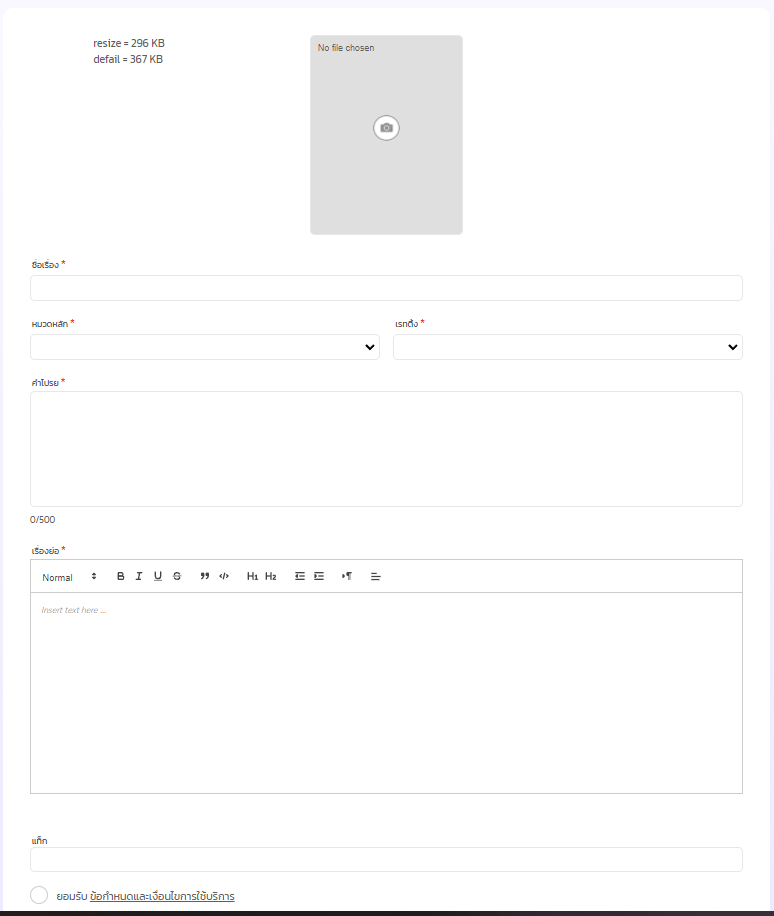 resize = 296 KB
defail = 367 KB
No file chosen
ชื่อเรื่อง *
หมวดหลัก *
เรทติ้ง *
คำโปรย *
0/500
เรื่องย่อ *
Normal B I U S ” </> H1 H2
Insert text here ...
แท็ก
ยอมรับ ข้อกำหนดและเงื่อนไขการใช้บริการ